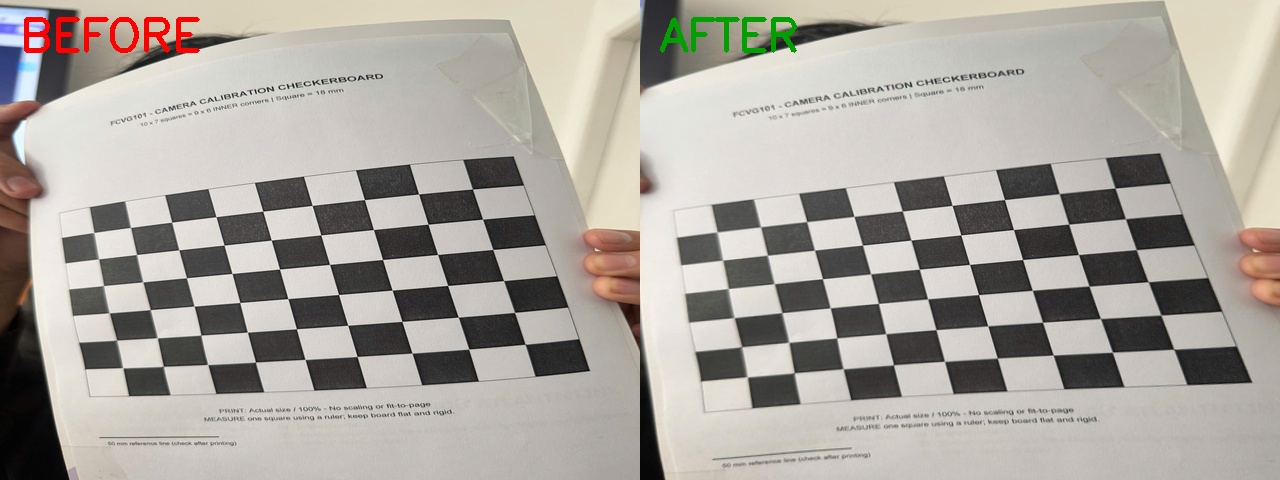 BEFORE
FCVG101 - CAMERA CALIBRATION CHECKERBOARD
10 x 7 squares = 9 x 6 INNER corners | Square = 18 mm
PRINT: Actual size / 100% - No scaling or fit-to-page
MEASURE one square using a ruler; keep board flat and rigid.
50 mm reference line (check after printing)
AFTER
FCVG101 - CAMERA CALIBRATION CHECKERBOARD
10 x 7 squares = 9 x 6 INNER corners | Square = 18 mm
PRINT: Actual size / 100% - No scaling or fit-to-page
MEASURE one square using a ruler; keep board flat and rigid.
50 mm reference line (check after printing)